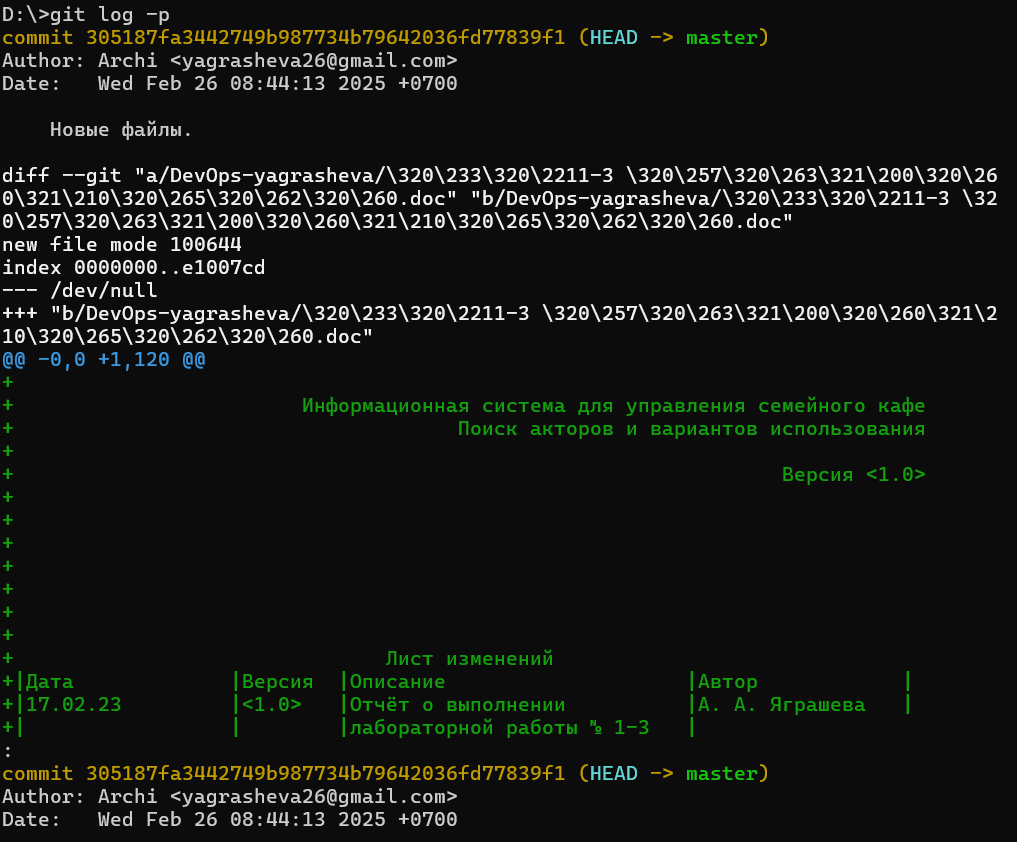 D:\>git log -p
commit 305187fa3442749b987734b79642036fd77839f1 (HEAD -> master)
Author: Archi <yagrasheva26@gmail.com>
Date:   Wed Feb 26 08:44:13 2025 +0700
Новые файлы.
diff --git "a/DevOps-yagrasheva/\320\233\320\2211-3 \320\257\320\263\321\200\320\26
0\321\210\320\265\320\262\320\260.doc" "b/DevOps-yagrasheva/\320\233\320\2211-3 \32
0\257\320\263\321\200\320\260\321\210\320\265\320\262\320\260.doc"
new file mode 100644
index 0000000..e1007cd
--- /dev/null
+++ "b/DevOps-yagrasheva/\320\233\320\2211-3 \320\257\320\263\321\200\320\260\321\2
10\320\265\320\262\320\260.doc"
@@ -0,0 +1,120 @@
+
+ Информационная система для управления семейного кафе
+ Поиск акторов и вариантов использования
+
+ Версия <1.0>
+
+
+
+
+
+
+
+ Лист изменений
+|Дата |Версия |Описание |Автор |
+|17.02.23 |<1.0> |Отчёт о выполнении |А. А. Яграшева |
+| | |лабораторной работы № 1-3 |
:
commit 305187fa3442749b987734b79642036fd77839f1 (HEAD -> master)
Author: Archi <yagrasheva26@gmail.com>
Date:   Wed Feb 26 08:44:13 2025 +0700